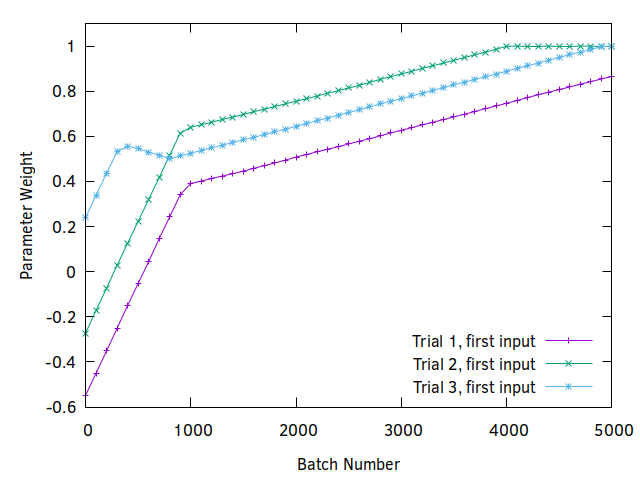 1
0.8
0.6
0.4
0.2
0
-0.2
-0.4
-0.6
Parameter Weight
Trial 1, first input
Trial 2, first input
Trial 3, first input
0 1000 2000 3000 4000 5000
Batch Number